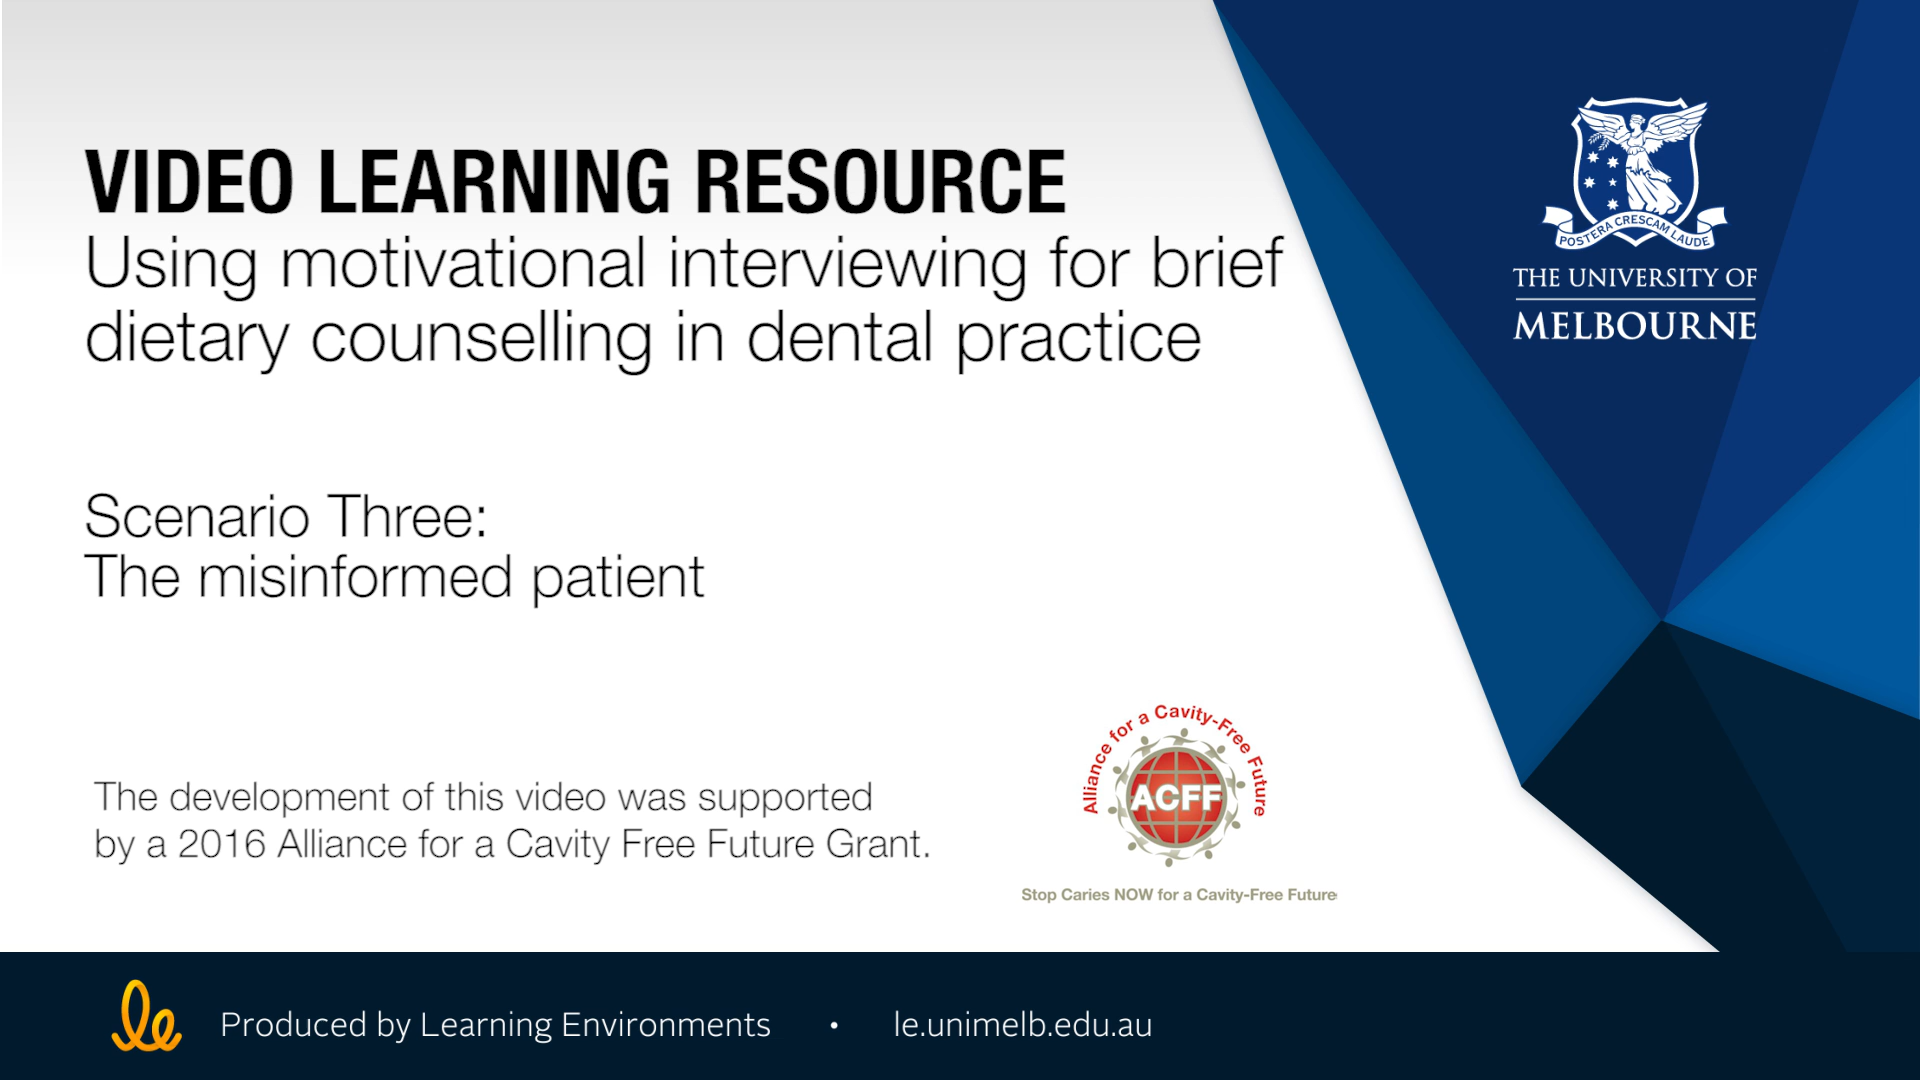 VIDEO LEARNING RESOURCE
Using motivational interviewing for brief
dietary counselling in dental practice
POSTERA CRESCAM LAUDE
THE UNIVERSITY OF
MELBOURNE
Scenario Three:
The misinformed patient
The development of this video was supported
by a 2016 Alliance for a Cavity Free Future Grant.
Alliance for a Cavity-Free Future
ACFF
Stop Caries NOW for a Cavity-Free Future
le
Produced by Learning Environments • le.unimelb.edu.au